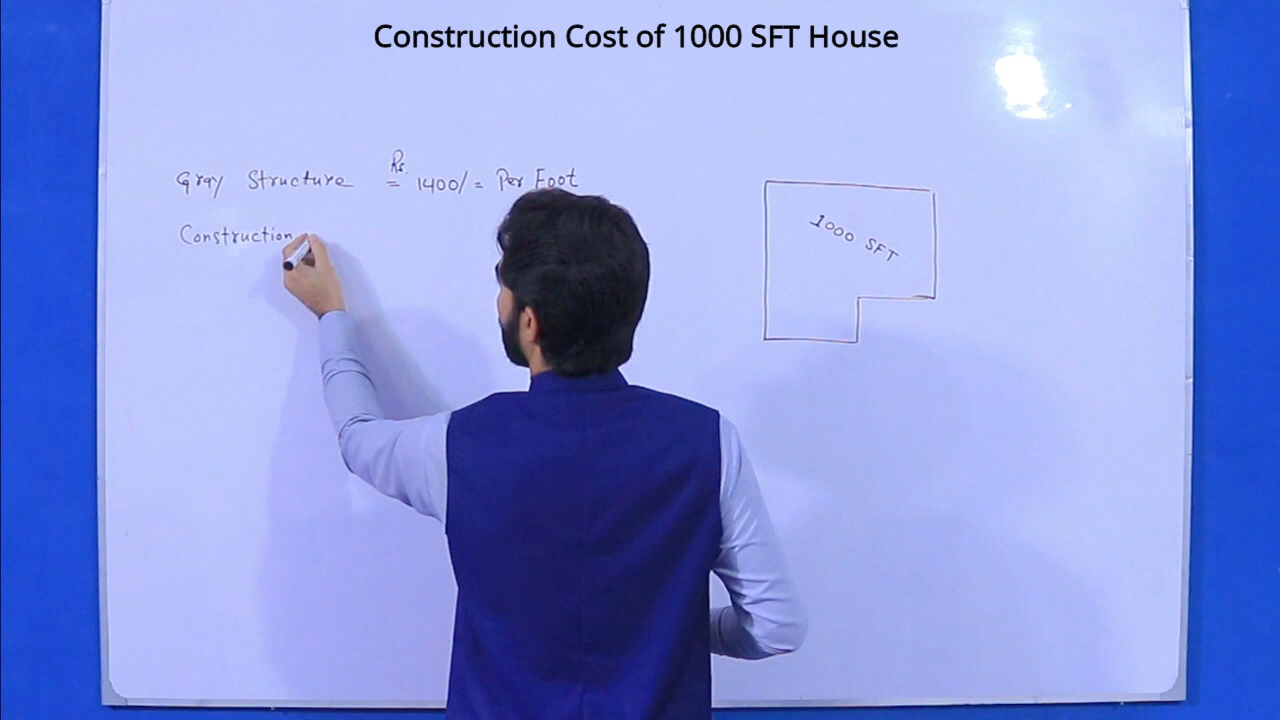 Construction Cost of 1000 SFT House
Gray Structure = Rs. 1400/= Per Foot
Construction
1000 SFT